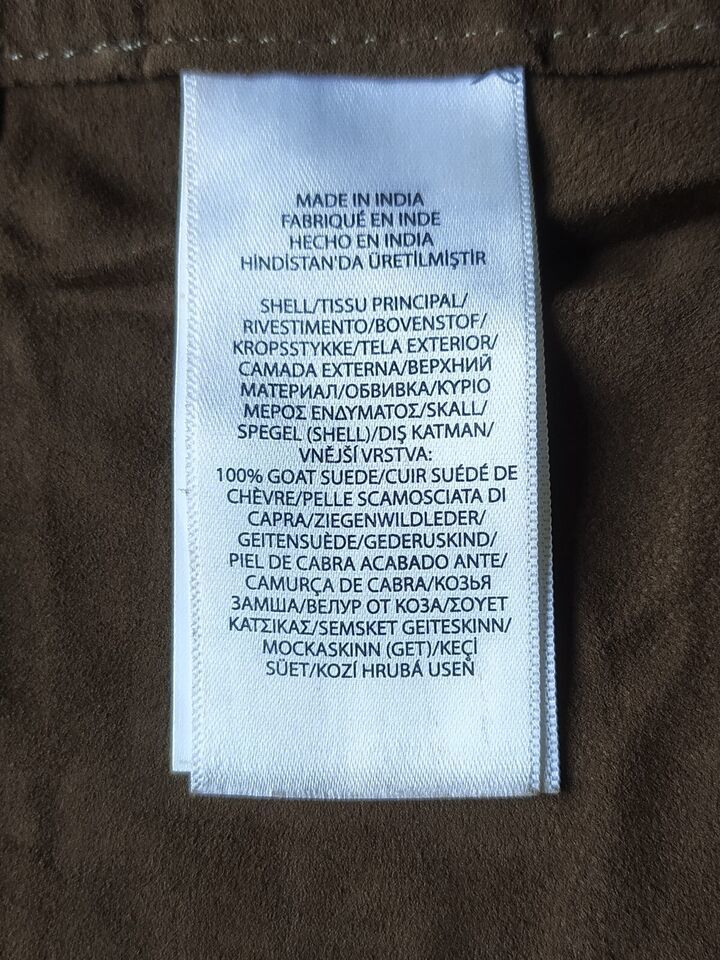 MADE IN INDIA
FABRIQUÉ EN INDE
HECHO EN INDIA
HİNDİSTAN'DA ÜRETİLMİŞTİR
SHELL/TISSU PRINCIPAL/
RIVESTIMENTO/BOVENSTOF/
KROPSSTYKKE/TELA EXTERIOR/
CAMADA EXTERNA/ВЕРХНИЙ
МАТЕРИАЛ/ОБВИВКА/ΚΥΡΙΟ
ΜΕΡΟΣ ΕΝΔΥΜΑΤΟΣ/SKALL/
SPEGEL (SHELL)/DIŞ KATMAN/
VNĚJŠÍ VRSTVA:
100% GOAT SUEDE/CUIR SUÉDÉ DE
CHÈVRE/PELLE SCAMOSCIATA DI
CAPRA/ZIEGENWILDLEDER/
GEITENSUÈDE/GEDERUSKIND/
PIEL DE CABRA ACABADO ANTE/
CAMURÇA DE CABRA/КОЗЬЯ
ЗАМША/ВЕЛУР ОТ КОЗА/ΣΟΥΕΤ
ΚΑΤΣΙΚΑΣ/SEMSKET GEITESKINN/
MOCKASKINN (GET)/KEÇİ
SÜET/KOZÍ HRUBÁ USEŇ